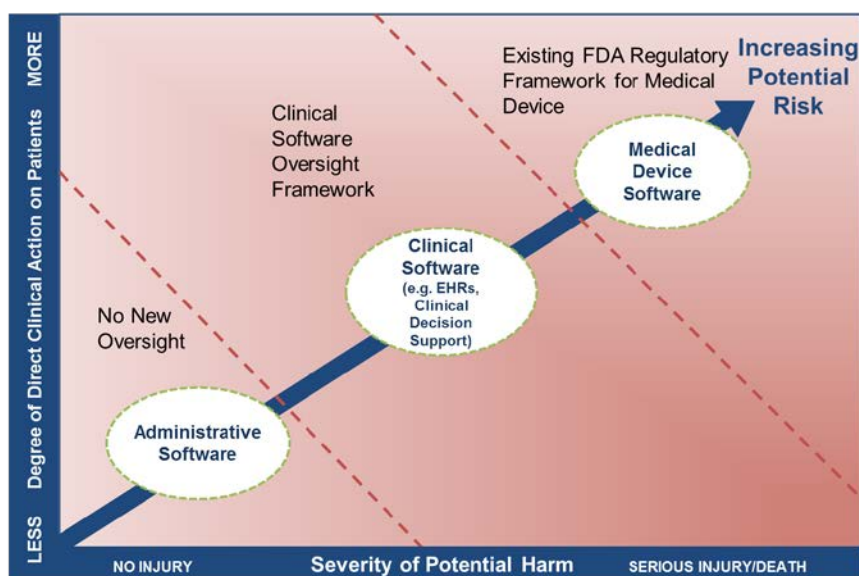 Existing FDA Regulatory
Framework for Medical
Device
Increasing
Potential
Risk
Clinical
Software
Oversight
Framework
Medical
Device
Software
Clinical
Software
(e.g. EHRs,
Clinical
Decision
Support)
No New
Oversight
Administrative
Software
LESS Degree of Direct Clinical Action on Patients MORE
NO INJURY Severity of Potential Harm SERIOUS INJURY/DEATH